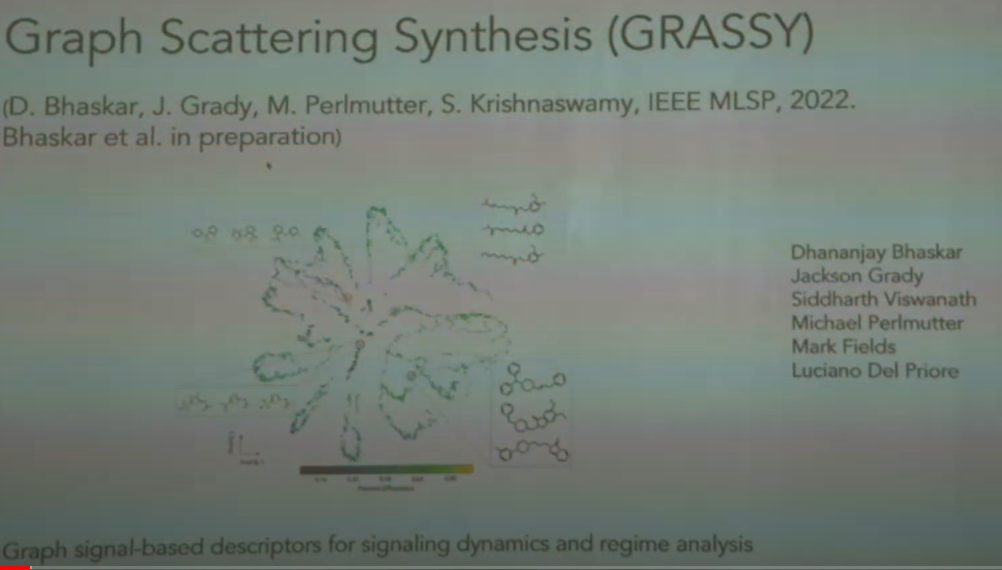 Graph Scattering Synthesis (GRASSY)
(D. Bhaskar, J. Grady, M. Perlmutter, S. Krishnaswamy, IEEE MLSP, 2022.
Bhaskar et al. in preparation)
Dhananjay Bhaskar
Jackson Grady
Siddharth Viswanath
Michael Perlmutter
Mark Fields
Luciano Del Priore
Graph signal-based descriptors for signaling dynamics and regime analysis